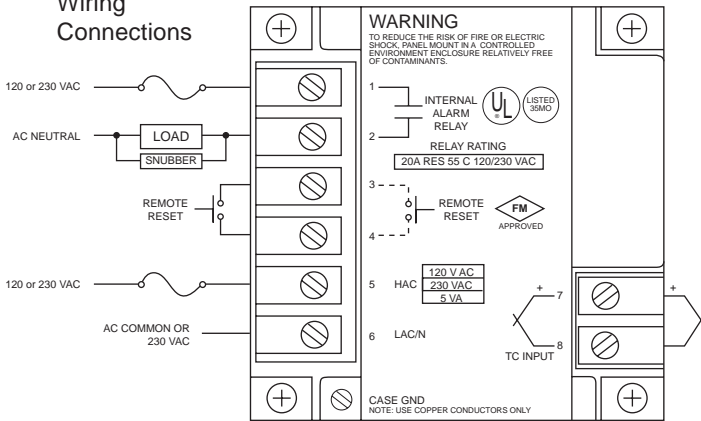 Wiring
Connections
WARNING
TO REDUCE THE RISK OF FIRE OR ELECTRIC
SHOCK, PANEL MOUNT IN A CONTROLLED
ENVIRONMENT ENCLOSURE RELATIVELY FREE
OF CONTAMINANTS.
120 or 230 VAC
1
INTERNAL
ALARM
RELAY
UL
®
LISTED
35MO
AC NEUTRAL
LOAD
SNUBBER
2
RELAY RATING
20A RES 55 C 120/230 VAC
REMOTE
RESET
3
REMOTE
RESET
4
FM
APPROVED
120 or 230 VAC
5
HAC
120 V AC
230 VAC
5 VA
+
7
+
AC COMMON OR
230 VAC
6
LAC/N
8
TC INPUT
CASE GND
NOTE: USE COPPER CONDUCTORS ONLY